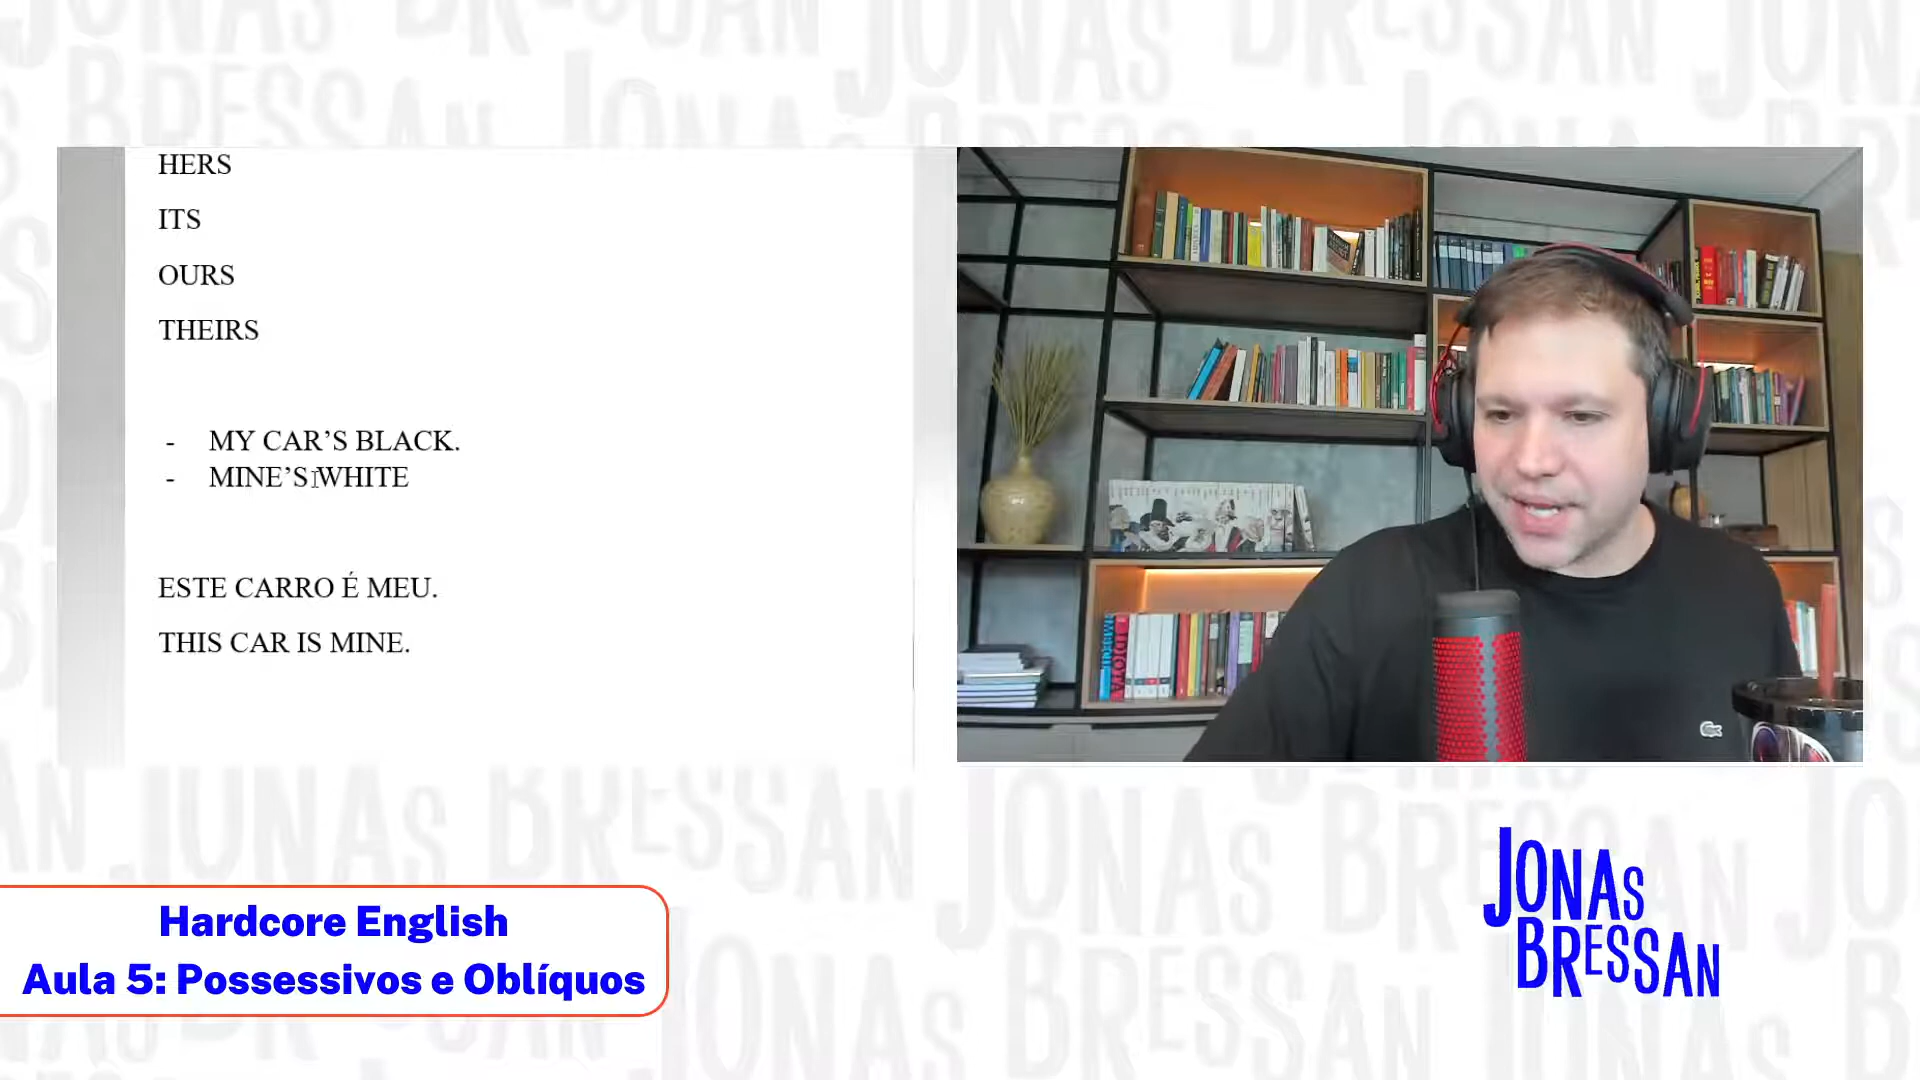 HERS
ITS
OURS
THEIRS
- MY CAR’S BLACK.
- MINE’S WHITE
ESTE CARRO É MEU.
THIS CAR IS MINE.
Hardcore English
Aula 5: Possessivos e Oblíquos
JONAS
BRESSAN